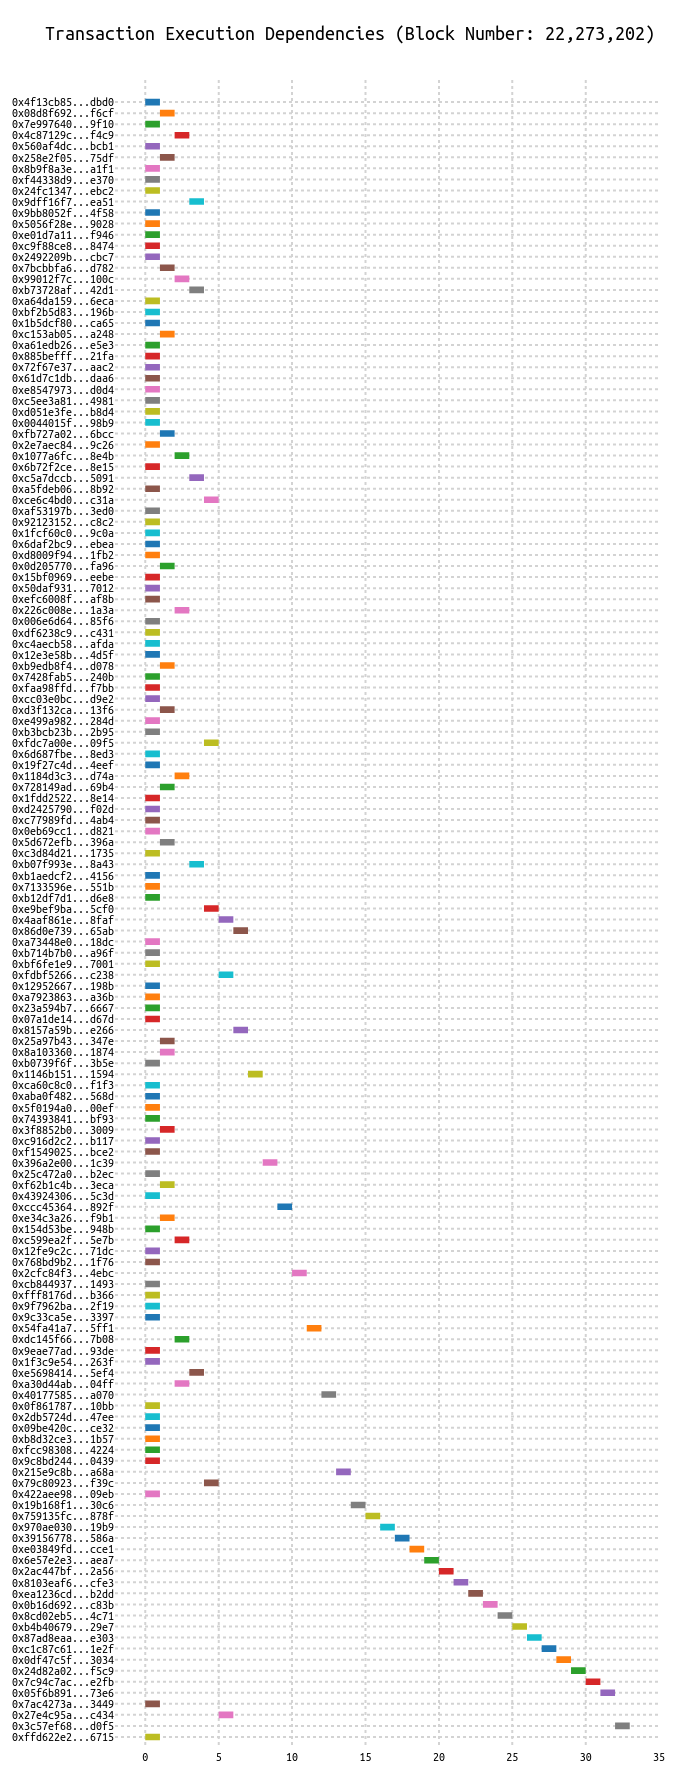 Transaction Execution Dependencies (Block Number: 22,273,202)
0x4f13cb85...dbd0
0x08d8f692...f6cf
0x7e997640...9f10
0x4c87129c...f4c9
0x560af4dc...bcb1
0x258e2f05...75df
0x8b9f8a3e...a1f1
0xf44338d9...e370
0x24fc1347...ebc2
0x9dff16f7...ea51
0x9bb8052f...4f58
0x5056f28e...9028
0xe01d7a11...f946
0xc9f88ce8...8474
0x2492209b...cbc7
0x7bcbbfa6...d782
0x99012f7c...100c
0xb73728af...42d1
0xa64da159...6eca
0xbf2b5d83...196b
0x1b5dcf80...ca65
0xc153ab05...a248
0xa61edb26...e5e3
0x885befff...21fa
0x72f67e37...aac2
0x61d7c1db...daa6
0xe8547973...d0d4
0xc5ee3a81...4981
0xd051e3fe...b8d4
0x0044015f...98b9
0xfb727a02...6bcc
0x2e7aec84...9c26
0x1077a6fc...8e4b
0x6b72f2ce...8e15
0xc5a7dccb...5091
0xa5fdeb06...8b92
0xce6c4bd0...c31a
0xaf53197b...3ed0
0x92123152...c8c2
0x1fcf60c0...9c0a
0x6daf2bc9...ebea
0xd8009f94...1fb2
0x0d205770...fa96
0x15bf0969...eebe
0x50daf931...7012
0xefc6008f...af8b
0x226c008e...1a3a
0x006e6d64...85f6
0xdf6238c9...c431
0xc4aecb58...afda
0x12e3e58b...4d5f
0xb9edb8f4...d078
0x7428fab5...240b
0xfaa98ffd...f7bb
0xcc03e0bc...d9e2
0xd3f132ca...13f6
0xe499a982...284d
0xb3bcb23b...2b95
0xfdc7a00e...09f5
0x6d687fbe...8ed3
0x19f27c4d...4eef
0x1184d3c3...d74a
0x728149ad...69b4
0x1fdd2522...8e14
0xd2425790...f02d
0xc77989fd...4ab4
0x0eb69cc1...d821
0x5d672efb...396a
0xc3d84d21...1735
0xb07f993e...8a43
0xb1aedcf2...4156
0x7133596e...551b
0xb12df7d1...d6e8
0xe9bef9ba...5cf0
0x4aaf861e...8faf
0x86d0e739...65ab
0xa73448e0...18dc
0xb714b7b0...a96f
0xbf6fe1e9...7001
0xfdbf5266...c238
0x12952667...198b
0xa7923863...a36b
0x23a594b7...6667
0x07a1de14...d67d
0x8157a59b...e266
0x25a97b43...347e
0x8a103360...1874
0xb0739f6f...3b5e
0x1146b151...1594
0xca60c8c0...f1f3
0xaba0f482...568d
0x5f0194a0...00ef
0x74393841...bf93
0x3f8852b0...3009
0xc916d2c2...b117
0xf1549025...bce2
0x396a2e00...1c39
0x25c472a0...b2ec
0xf62b1c4b...3eca
0x43924306...5c3d
0xccc45364...892f
0xe34c3a26...f9b1
0x154d53be...948b
0xc599ea2f...5e7b
0x12fe9c2c...71dc
0x768bd9b2...1f76
0x2cfc84f3...4ebc
0xcb844937...1493
0xfff8176d...b366
0x9f7962ba...2f19
0x9c33ca5e...3397
0x54fa41a7...5ff1
0xdc145f66...7b08
0x9eae77ad...93de
0x1f3c9e54...263f
0xe5698414...5ef4
0xa30d44ab...04ff
0x40177585...a070
0x0f861787...10bb
0x2db5724d...47ee
0x09be420c...ce32
0xb8d32ce3...1b57
0xfcc98308...4224
0x9c8bd244...0439
0x215e9c8b...a68a
0x79c80923...f39c
0x422aee98...09eb
0x19b168f1...30c6
0x759135fc...878f
0x970ae030...19b9
0x39156778...586a
0xe03849fd...cce1
0x6e57e2e3...aea7
0x2ac447bf...2a56
0x8103eaf6...cfe3
0xea1236cd...b2dd
0x0b16d692...c83b
0x8cd02eb5...4c71
0xb4b40679...29e7
0x87ad8eaa...e303
0xc1c87c61...1e2f
0x0df47c5f...3034
0x24d82a02...f5c9
0x7c94c7ac...e2fb
0x05f6b891...73e6
0x7ac4273a...3449
0x27e4c95a...c434
0x3c57ef68...d0f5
0xffd622e2...6715
0 5 10 15 20 25 30 35